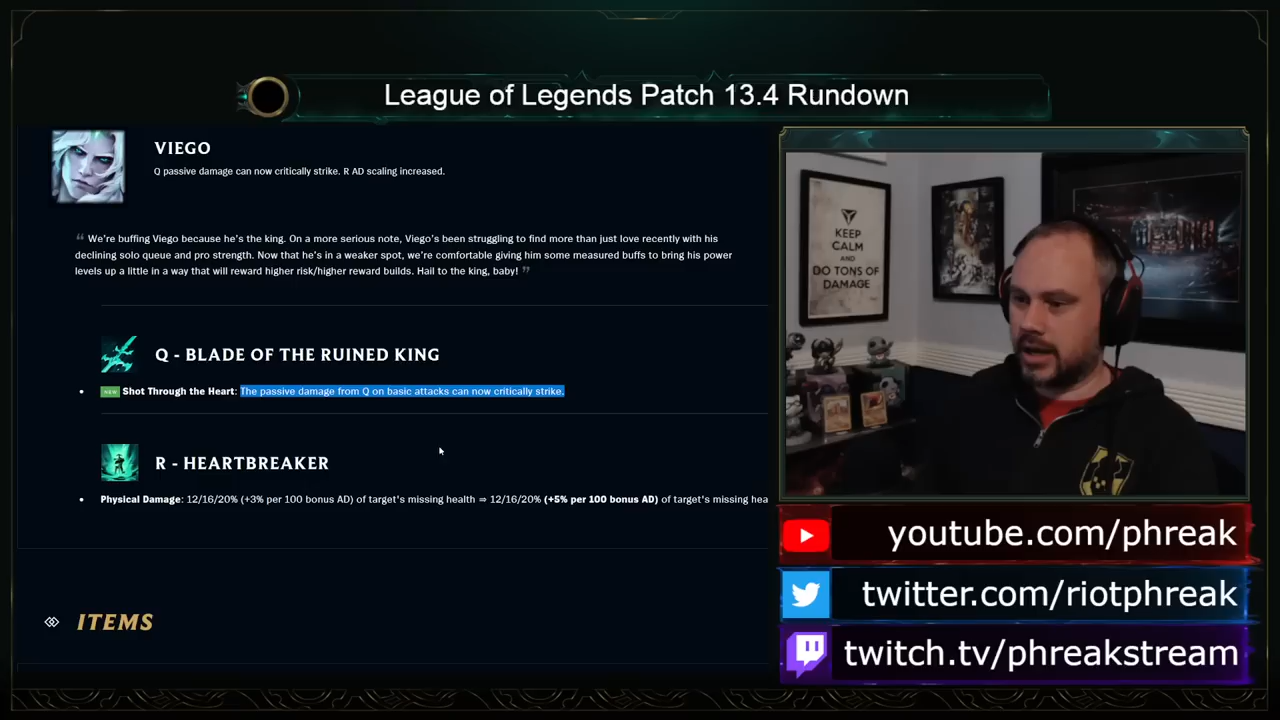 League of Legends Patch 13.4 Rundown
VIEGO
Q passive damage can now critically strike. R AD scaling increased.
“ We're buffing Viego because he's the king. On a more serious note, Viego's been struggling to find more than just love recently with his
declining solo queue and pro strength. Now that he's in a weaker spot, we're comfortable giving him some measured buffs to bring his power
levels up a little in a way that will reward higher risk/higher reward builds. Hail to the king, baby! ”
Q - BLADE OF THE RUINED KING
• NEW Shot Through the Heart: The passive damage from Q on basic attacks can now critically strike.
R - HEARTBREAKER
• Physical Damage: 12/16/20% (+3% per 100 bonus AD) of target's missing health ⇒ 12/16/20% (+5% per 100 bonus AD) of target's missing hea
ITEMS
KEEP
CALM
AND
DO TONS OF
DAMAGE
youtube.com/phreak
twitter.com/riotphreak
twitch.tv/phreakstream